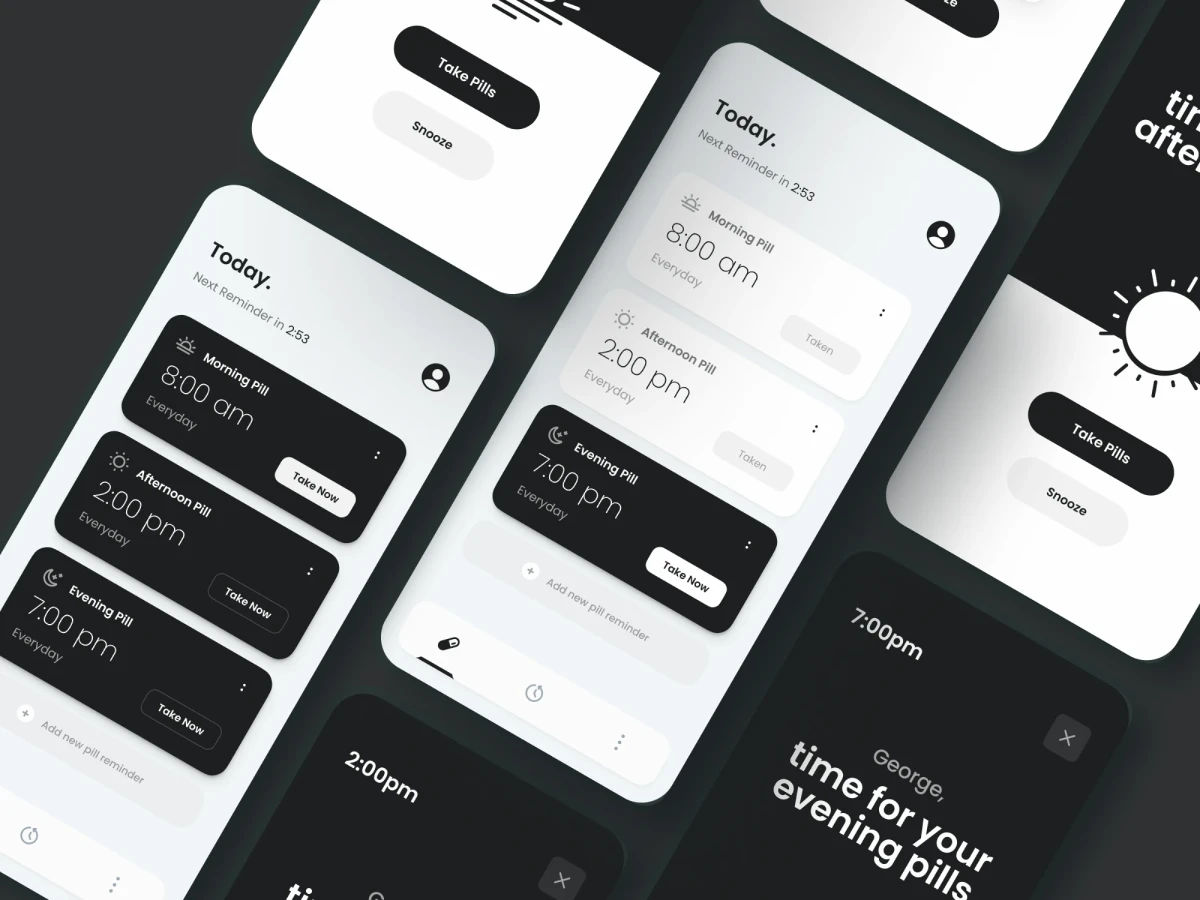 Take Pills
Snooze
Today.
Next Reminder in 2:53
Morning Pill
8:00 am
Everyday
Take Now
Afternoon Pill
2:00 pm
Everyday
Take Now
Evening Pill
7:00 pm
Everyday
Take Now
+ Add new pill reminder
Today.
Next Reminder in 2:53
Morning Pill
8:00 am
Everyday
Taken
Afternoon Pill
2:00 pm
Everyday
Taken
Evening Pill
7:00 pm
Everyday
Take Now
+ Add new pill reminder
Take Pills
Snooze
2:00pm
7:00pm
George,
time for your
evening pills